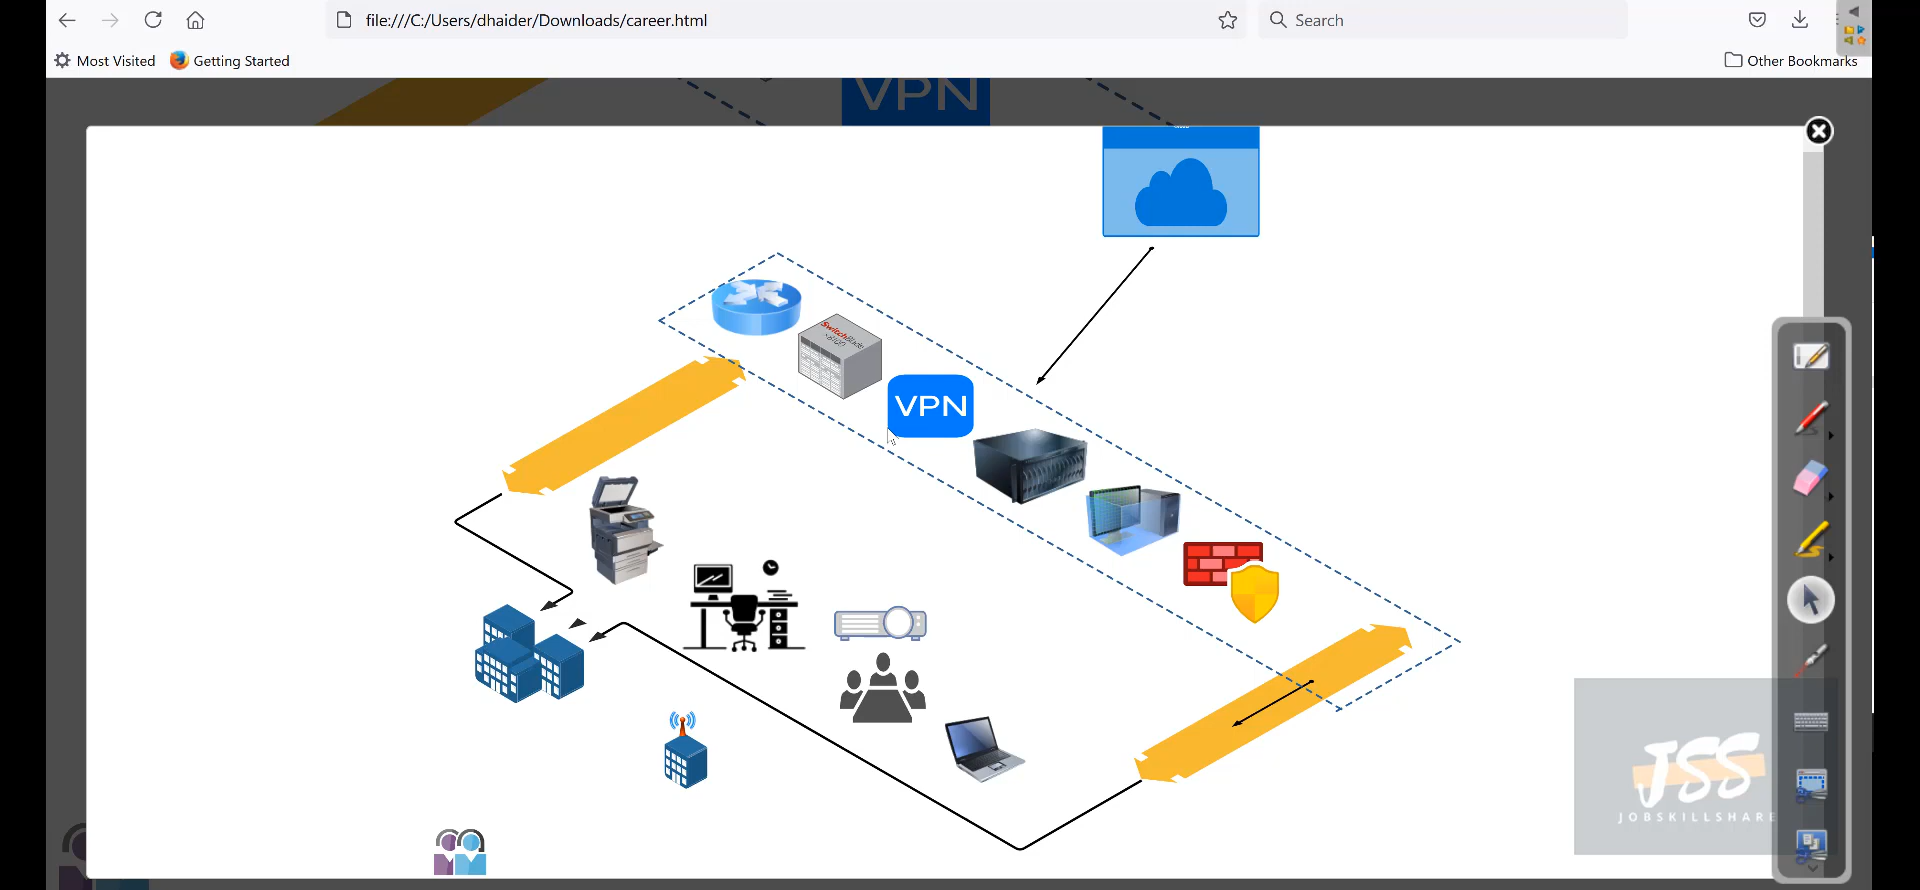 file:///C:/Users/dhaider/Downloads/career.html
Search
Most Visited
Getting Started
Other Bookmarks
VPN
VPN
JSS
JOBSKILLSHARE